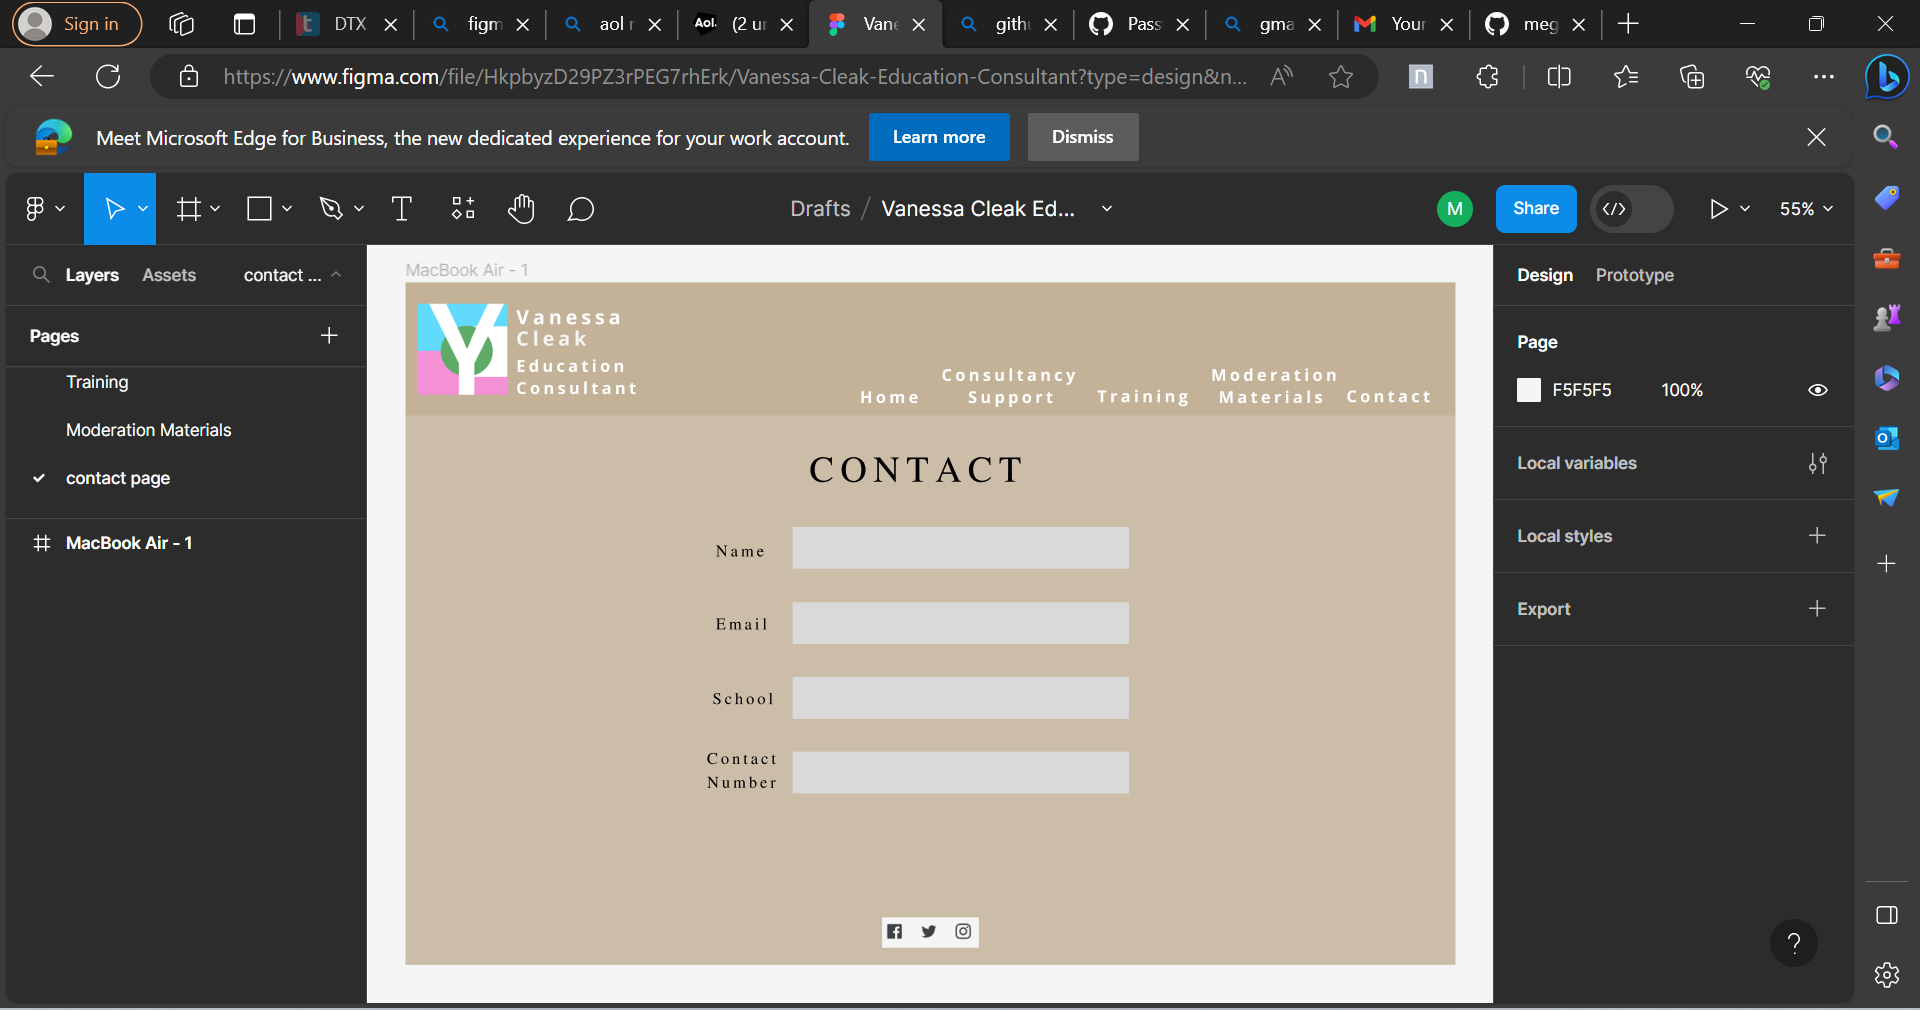 Sign in
DTX
figm
aol r
Aol.
(2 ur
Vane
gith
Pass
gma
Your
meg
https://www.figma.com/file/HkpbyzD29PZ3rPEG7rhErk/Vanessa-Cleak-Education-Consultant?type=design&n...
Meet Microsoft Edge for Business, the new dedicated experience for your work account.
Learn more
Dismiss
Drafts / Vanessa Cleak Ed...
M
Share
55%
Layers
Assets
contact ...
Pages
Training
Moderation Materials
contact page
MacBook Air - 1
MacBook Air - 1
Vanessa
Cleak
Education
Consultant
Home
Consultancy
Support
Training
Moderation
Materials
Contact
CONTACT
Name
Email
School
Contact
Number
Design
Prototype
Page
F5F5F5
100%
Local variables
Local styles
Export
?